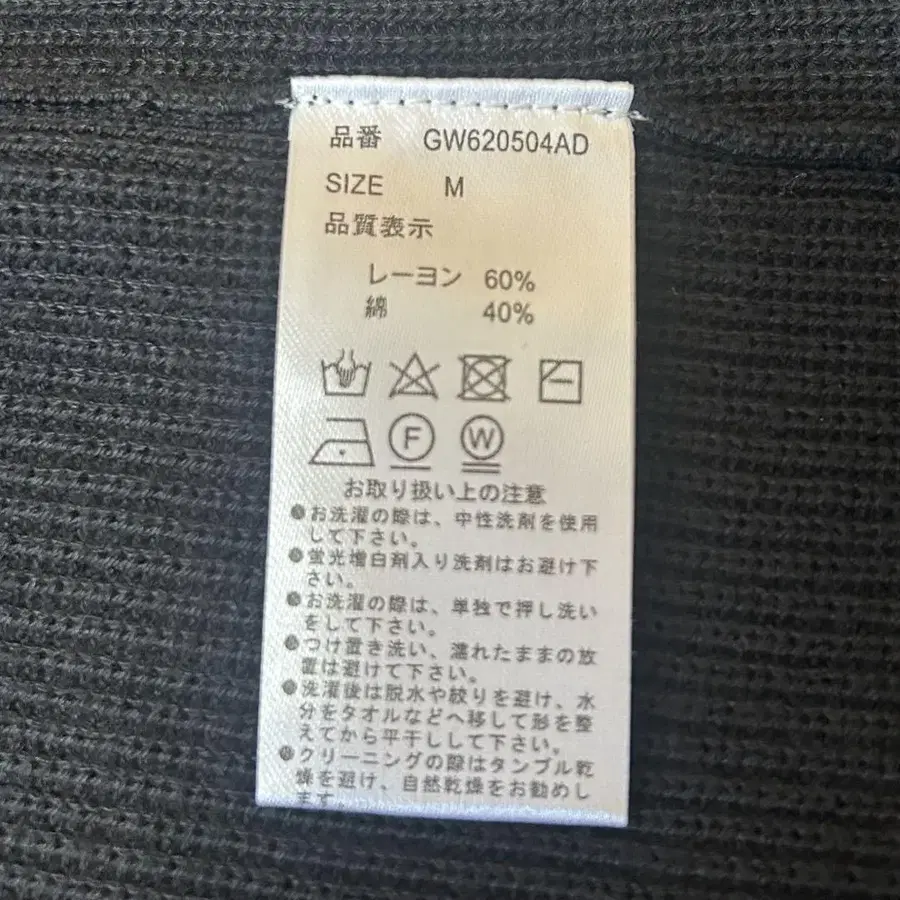 品番 GW620504AD
SIZE M
品質表示
レーヨン 60%
綿 40%
F W
お取り扱い上の注意
●お洗濯の際は、中性洗剤を使用
して下さい。
●蛍光増白剤入り洗剤はお避け下
さい。
●お洗濯の際は、単独で押し洗い
をして下さい。
●つけ置き洗い、濡れたままの放
置は避けて下さい。
●洗濯後は脱水や絞りを避け、水
分をタオルなどへ移して形を整
えてから平干しして下さい。
●クリーニングの際はタンブル乾
燥を避け、自然乾燥をお勧めし
ます